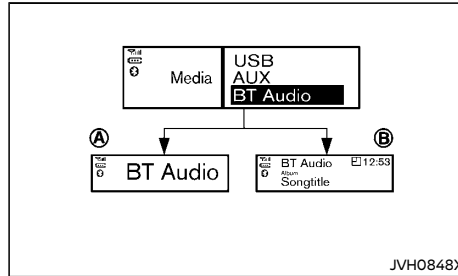 Media
USB
AUX
BT Audio
A
B
BT Audio
BT Audio 12:53
Album
Songtitle
JVH0848X